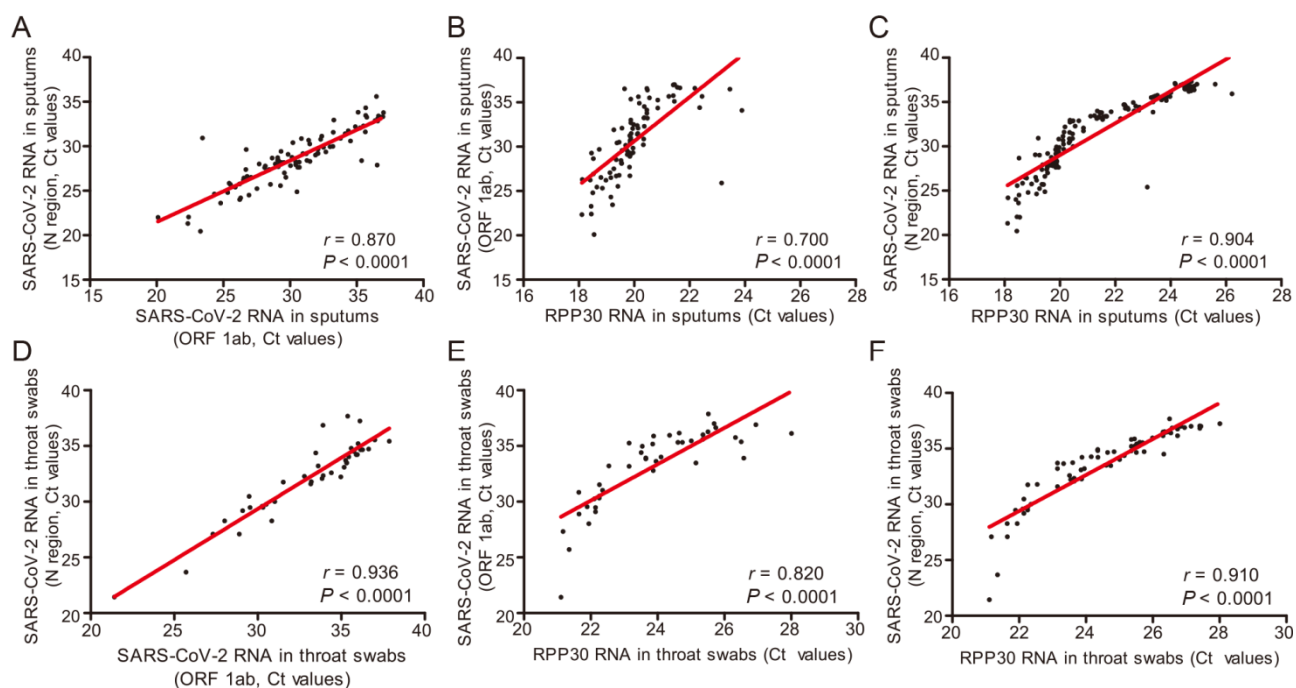 A
SARS-CoV-2 RNA in sputums
(N region, Ct values)
40
35
30
25
20
15
15 20 25 30 35 40
SARS-CoV-2 RNA in sputums
(ORF 1ab, Ct values)
r = 0.870
P < 0.0001
B
SARS-CoV-2 RNA in sputums
(ORF 1ab, Ct values)
40
35
30
25
20
15
16 18 20 22 24 26 28
RPP30 RNA in sputums (Ct values)
r = 0.700
P < 0.0001
C
SARS-CoV-2 RNA in sputums
(N region, Ct values)
40
35
30
25
20
15
16 18 20 22 24 26 28
RPP30 RNA in sputums (Ct values)
r = 0.904
P < 0.0001
D
SARS-CoV-2 RNA in throat swabs
(N region, Ct values)
40
35
30
25
20
20 25 30 35 40
SARS-CoV-2 RNA in throat swabs
(ORF 1ab, Ct values)
r = 0.936
P < 0.0001
E
SARS-CoV-2 RNA in throat swabs
(ORF 1ab, Ct values)
40
35
30
25
20
20 22 24 26 28 30
RPP30 RNA in throat swabs (Ct values)
r = 0.820
P < 0.0001
F
SARS-CoV-2 RNA in throat swabs
(N region, Ct values)
40
35
30
25
20
20 22 24 26 28 30
RPP30 RNA in throat swabs (Ct values)
r = 0.910
P < 0.0001